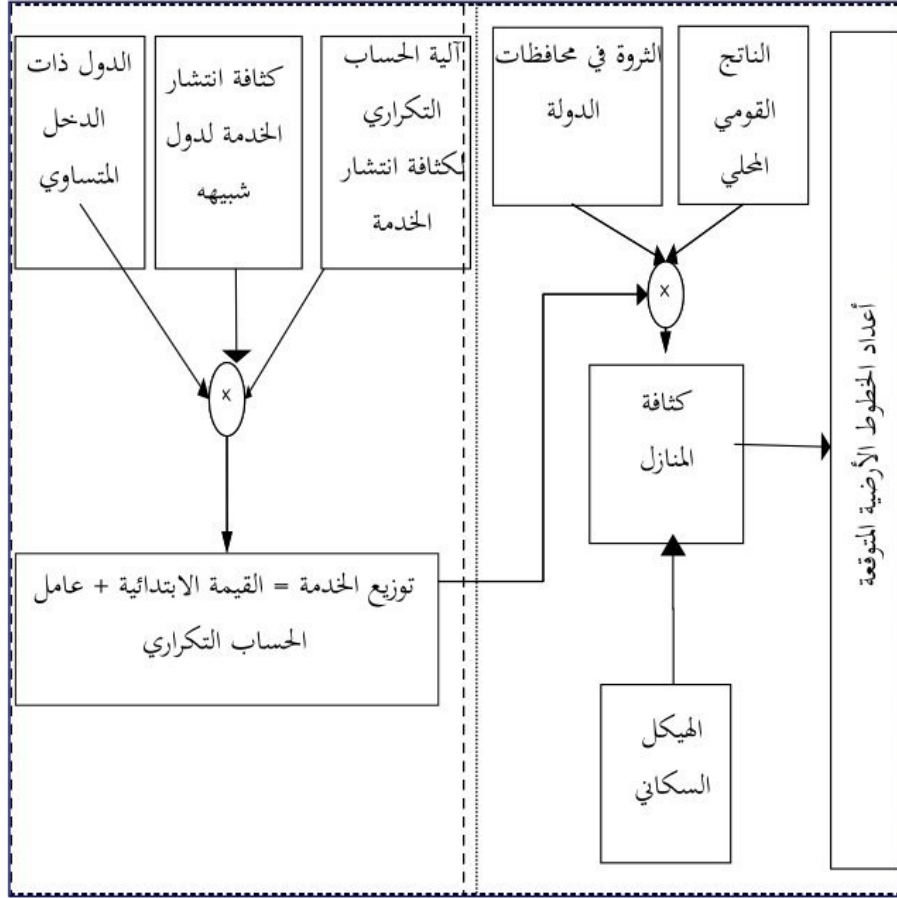 الناتج
القومي
المحلي
الثروة في محافظات
الدولة
آلية الحساب
التكراري
لكثافة انتشار
الخدمة
كثافة انتشار
الخدمة لدول
شبيهه
الدول ذات
الدخل
المتساوي
x
x
كثافة
المنازل
أعداد الخطوط الأرضية المتوقعة
توزيع الخدمة = القيمة الابتدائية + عامل
الحساب التكراري
الهيكل
السكاني